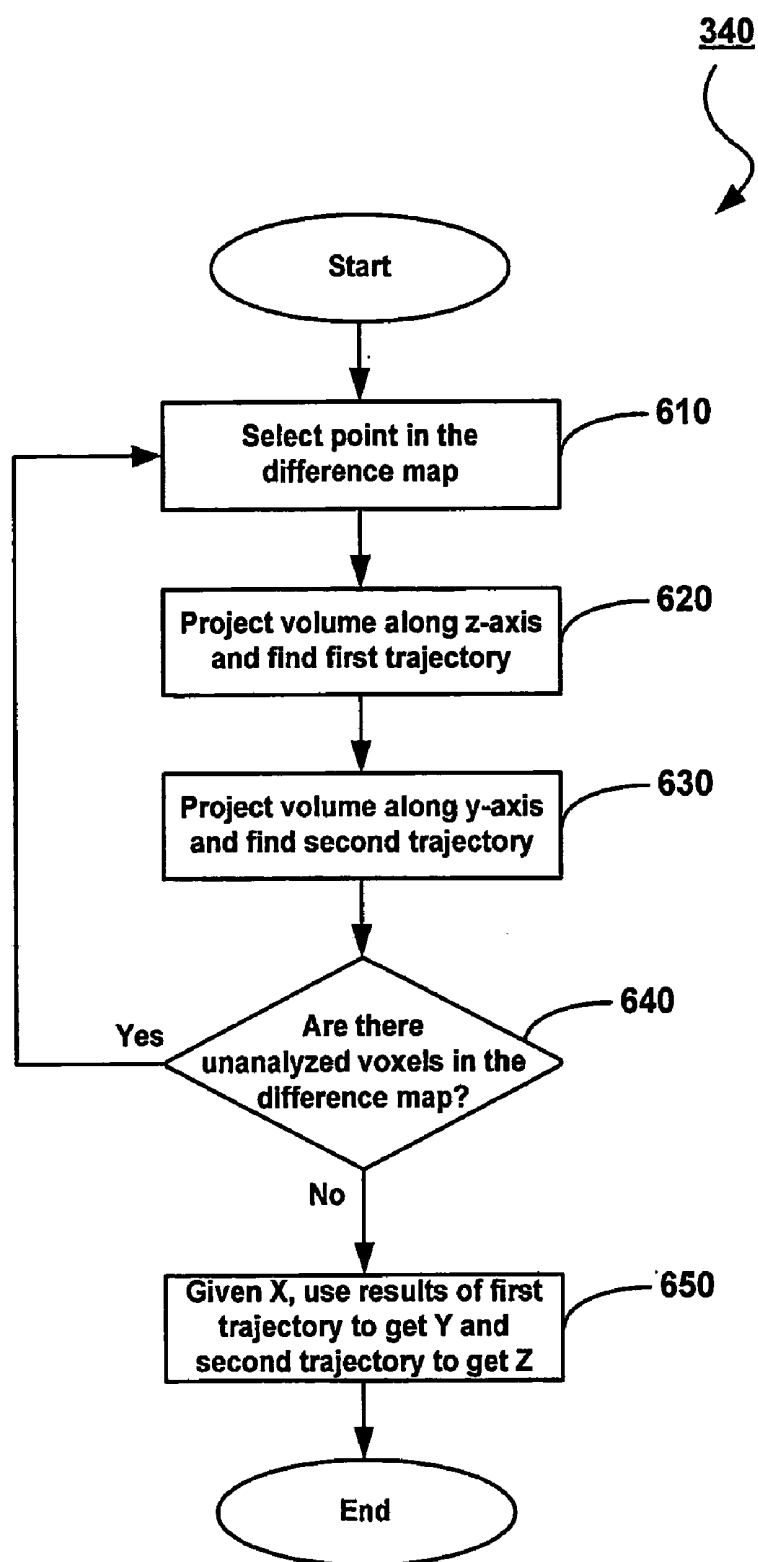 340
Start
Select point in the
difference map
610
Project volume along z-axis
and find first trajectory
620
Project volume along y-axis
and find second trajectory
630
Are there
unanalyzed voxels in the
difference map?
640
Yes
No
Given X, use results of first
trajectory to get Y and
second trajectory to get Z
650
End